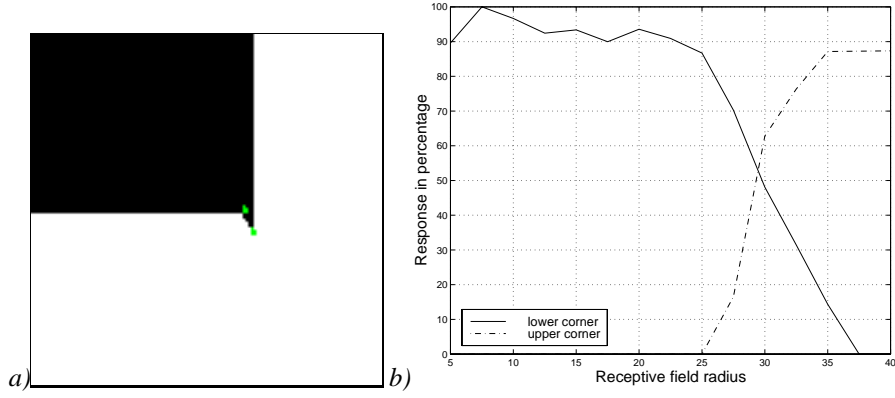 a)
b)
Response in percentage
100
90
80
70
60
50
40
30
20
10
0
lower corner
upper corner
5 10 15 20 25 30 35 40
Receptive field radius